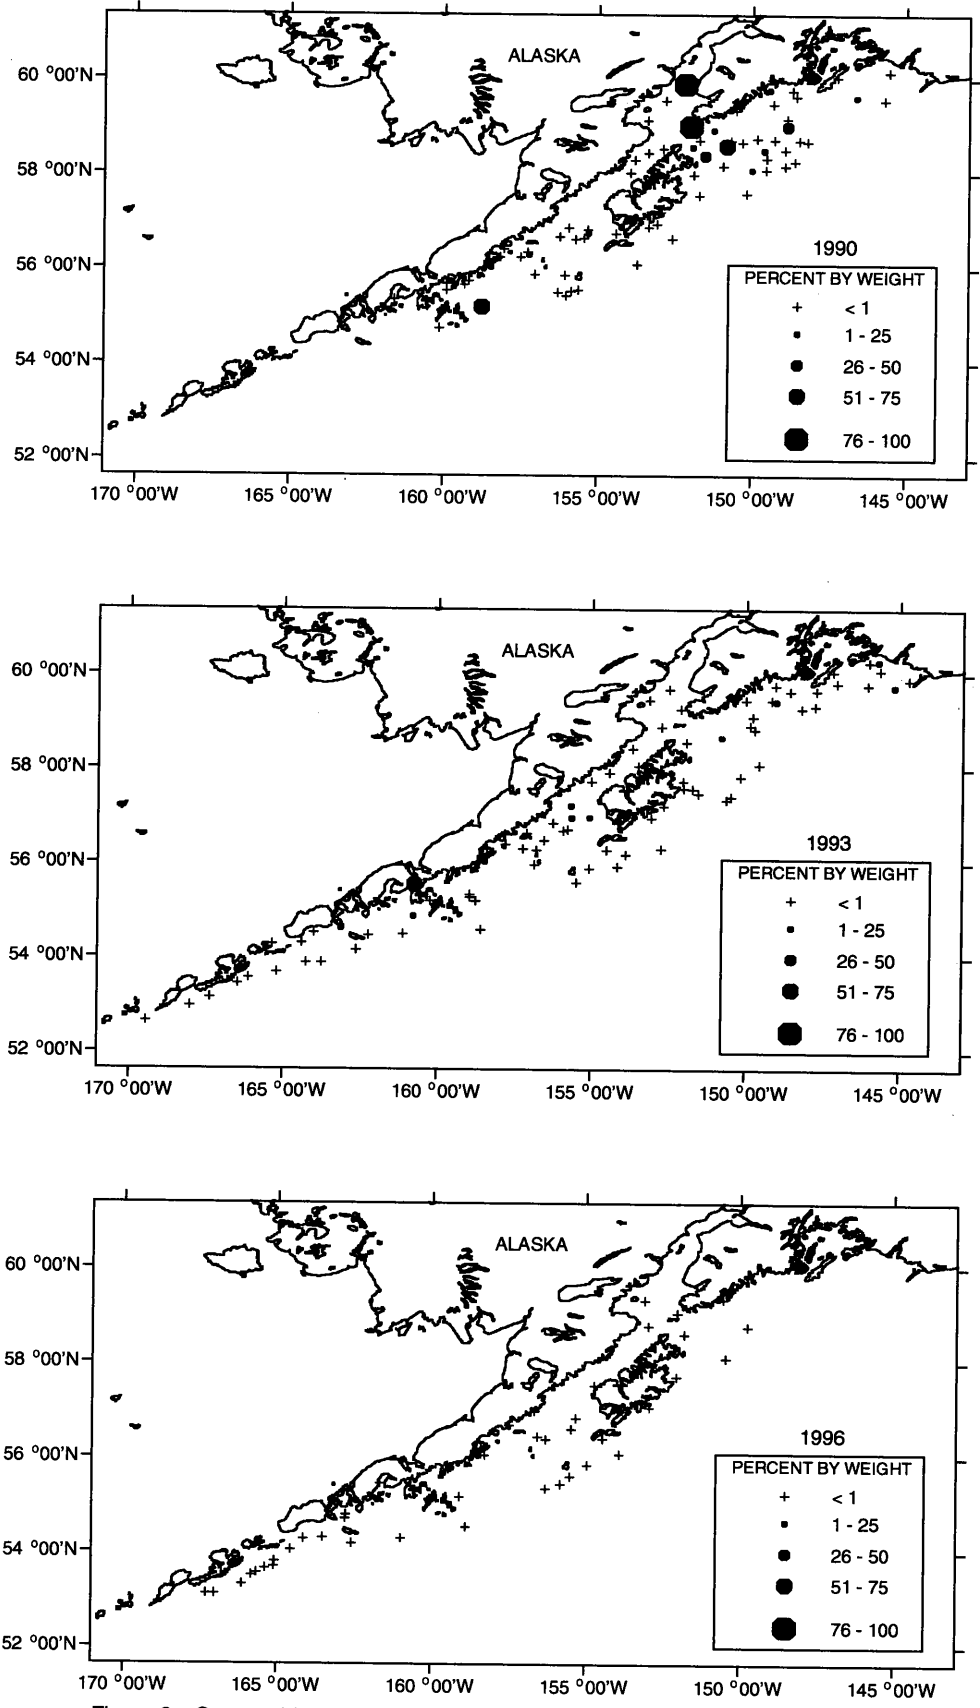 ALASKA
60 °00'N
58 °00'N
56 °00'N
54 °00'N
52 °00'N
1990
PERCENT BY WEIGHT
+ < 1
1 - 25
26 - 50
51 - 75
76 - 100
170 °00'W 165 °00'W 160 °00'W 155 °00'W 150 °00'W 145 °00'W
ALASKA
60 °00'N
58 °00'N
56 °00'N
54 °00'N
52 °00'N
1993
PERCENT BY WEIGHT
+ < 1
1 - 25
26 - 50
51 - 75
76 - 100
170 °00'W 165 °00'W 160 °00'W 155 °00'W 150 °00'W 145 °00'W
ALASKA
60 °00'N
58 °00'N
56 °00'N
54 °00'N
52 °00'N
1996
PERCENT BY WEIGHT
+ < 1
1 - 25
26 - 50
51 - 75
76 - 100
170 °00'W 165 °00'W 160 °00'W 155 °00'W 150 °00'W 145 °00'W